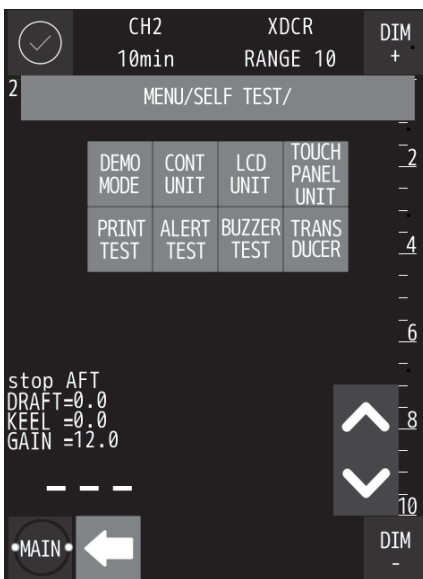 CH2 XDCR DIM
10min RANGE 10 +
2
MENU/SELF TEST/
2
DEMO MODE
CONT UNIT
LCD UNIT
TOUCH PANEL UNIT
PRINT TEST
ALERT TEST
BUZZER TEST
TRANS DUCER
4
6
stop AFT
DRAFT=0.0
KEEL =0.0
GAIN =12.0
8
– – –
10
•MAIN•
DIM
-